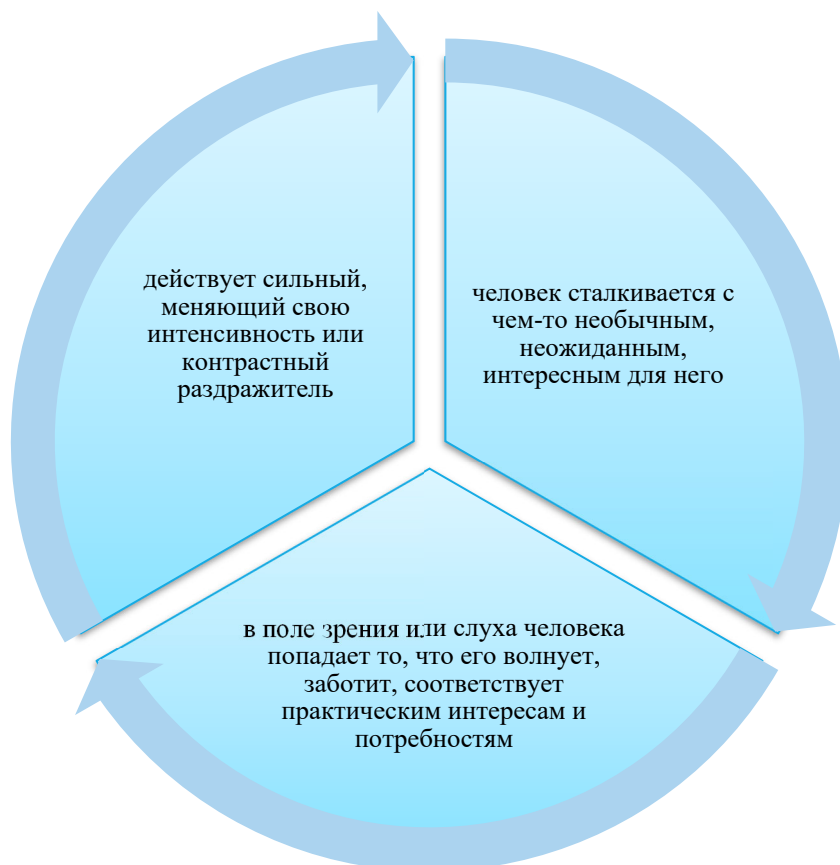 действует сильный,
меняющий свою
интенсивность или
контрастный
раздражитель
человек сталкивается с
чем-то необычным,
неожиданным,
интересным для него
в поле зрения или слуха человека
попадает то, что его волнует,
заботит, соответствует
практическим интересам и
потребностям